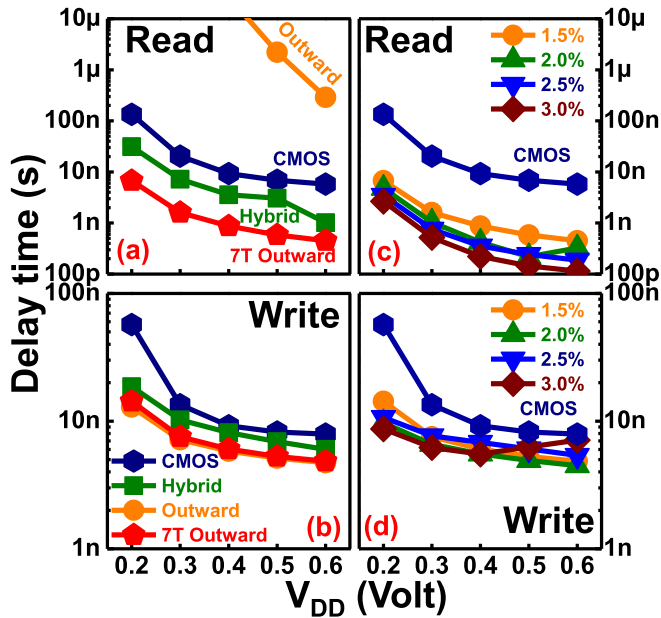 10µ
1µ
100n
10n
1n
100p
Read
Outward
CMOS
Hybrid
7T Outward
(a)
Read
1.5%
2.0%
2.5%
3.0%
CMOS
(c)
10µ
1µ
100n
10n
1n
100p
Delay time (s)
100n
10n
1n
Write
CMOS
Hybrid
Outward
7T Outward
(b)
1.5%
2.0%
2.5%
3.0%
CMOS
(d)
Write
100n
10n
1n
0.2 0.3 0.4 0.5 0.6
0.2 0.3 0.4 0.5 0.6
VDD (Volt)